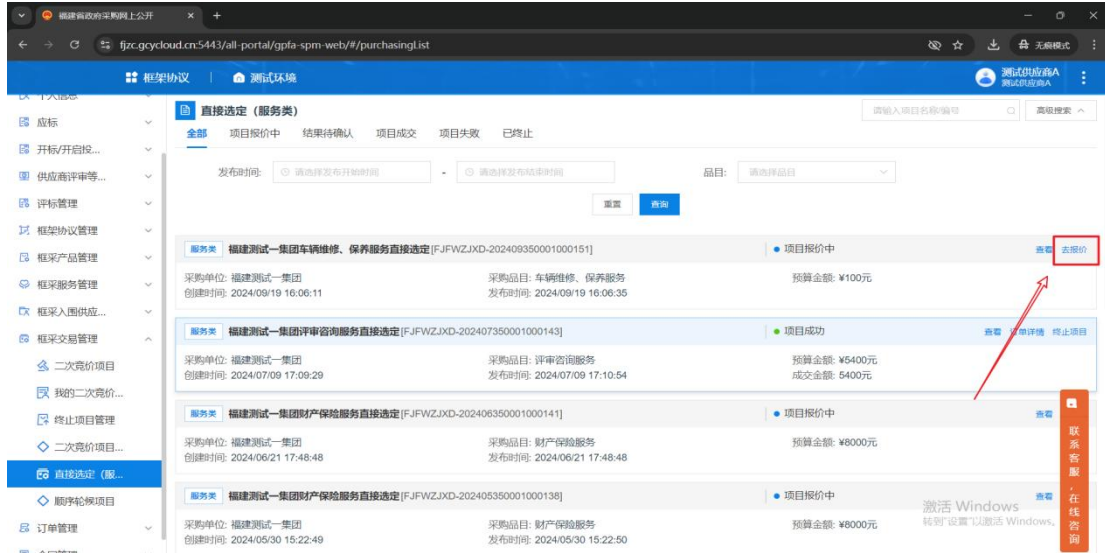 福建省政府采购网上公开
fjzc.gcycloud.cn:5443/all-portal/gpfa-spm-web/#/purchasingList
无痕模式
框架协议
测试环境
测试供应商A
测试供应商A
个人信息
应标
开标/开启投...
供应商评审等...
评标管理
框架协议管理
框采产品管理
框采服务管理
框采入围供应...
框采交易管理
二次竞价项目
我的二次竞价...
终止项目管理
二次竞价项目...
直接选定（服...
顺序轮候项目
订单管理
直接选定（服务类）
请输入项目名称/编号
高级搜索
全部 项目报价中 结果待确认 项目成交 项目失败 已终止
发布时间: 请选择发布开始时间 - 请选择发布结束时间 品目: 请选择品目
重置 查询
服务类 福建测试一集团车辆维修、保养服务直接选定[FJFWZJXD-202409350001000151] 项目报价中 查看 去报价
采购单位: 福建测试一集团 采购品目: 车辆维修、保养服务 预算金额: ¥100元
创建时间: 2024/09/19 16:06:11 发布时间: 2024/09/19 16:06:35
服务类 福建测试一集团评审咨询服务直接选定[FJFWZJXD-202407350001000143] 项目成功 查看 订单详情 终止项目
采购单位: 福建测试一集团 采购品目: 评审咨询服务 预算金额: ¥5400元
创建时间: 2024/07/09 17:09:29 发布时间: 2024/07/09 17:10:54 成交金额: 5400元
服务类 福建测试一集团财产保险服务直接选定[FJFWZJXD-202406350001000141] 项目报价中 查看
采购单位: 福建测试一集团 采购品目: 财产保险服务 预算金额: ¥8000元
创建时间: 2024/06/21 17:48:48 发布时间: 2024/06/21 17:48:48
服务类 福建测试一集团财产保险服务直接选定[FJFWZJXD-202405350001000138] 项目报价中 查看
采购单位: 福建测试一集团 采购品目: 财产保险服务 预算金额: ¥8000元
创建时间: 2024/05/30 15:22:49 发布时间: 2024/05/30 15:22:50
联系客服，在线咨询
激活 Windows
转到"设置"以激活 Windows。